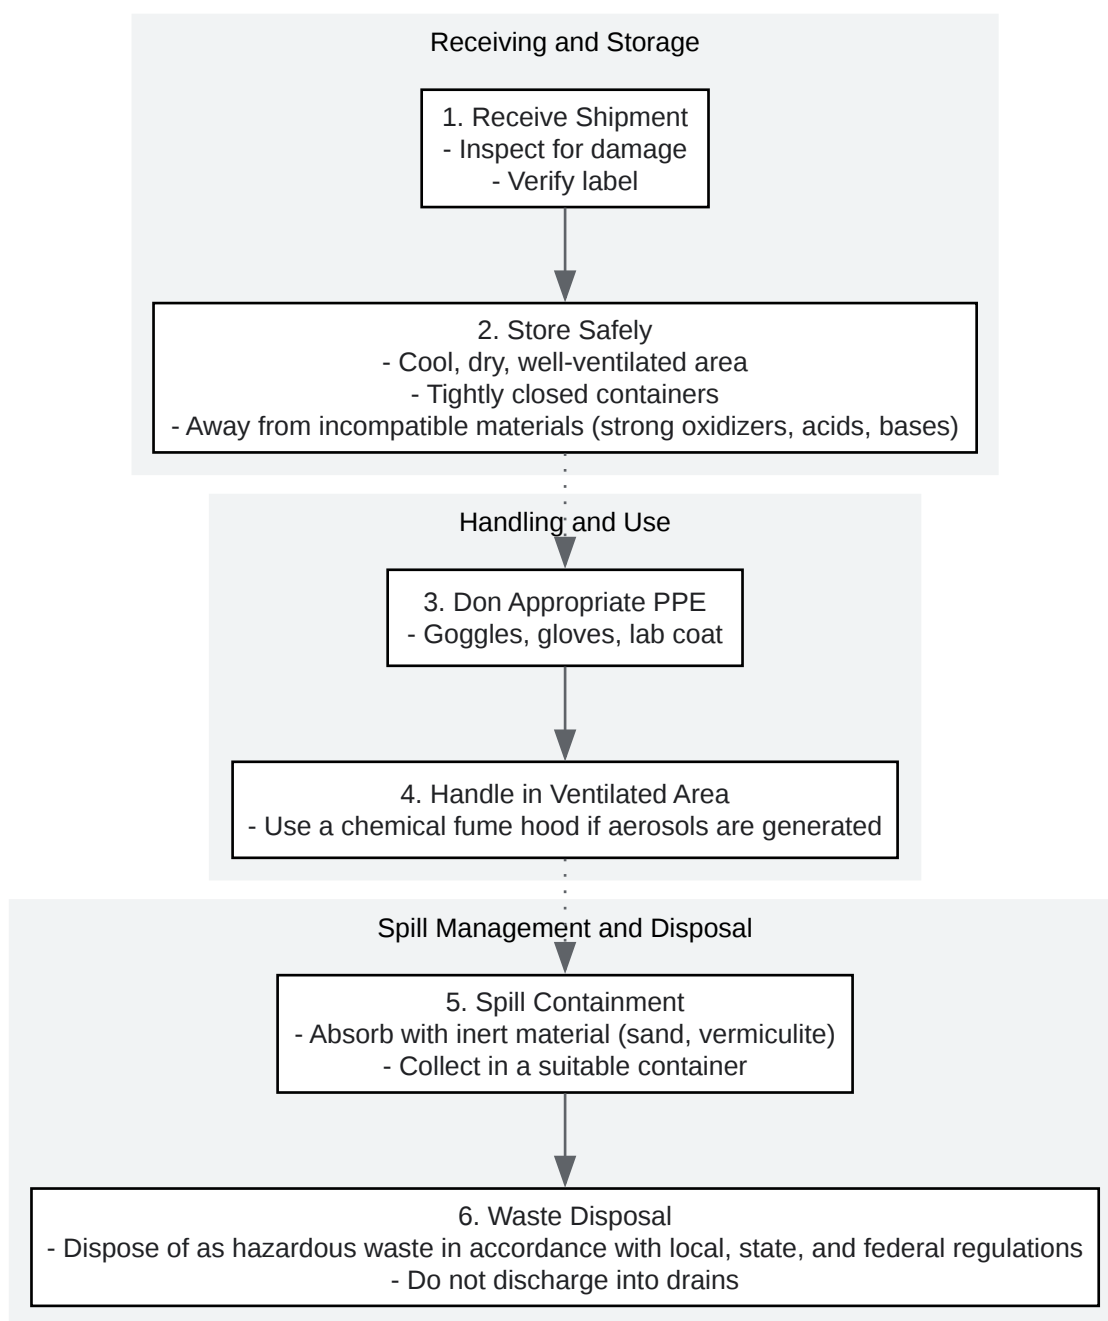 Receiving and Storage
1. Receive Shipment
- Inspect for damage
- Verify label
2. Store Safely
- Cool, dry, well-ventilated area
- Tightly closed containers
- Away from incompatible materials (strong oxidizers, acids, bases)
Handling and Use
3. Don Appropriate PPE
- Goggles, gloves, lab coat
4. Handle in Ventilated Area
- Use a chemical fume hood if aerosols are generated
Spill Management and Disposal
5. Spill Containment
- Absorb with inert material (sand, vermiculite)
- Collect in a suitable container
6. Waste Disposal
- Dispose of as hazardous waste in accordance with local, state, and federal regulations
- Do not discharge into drains